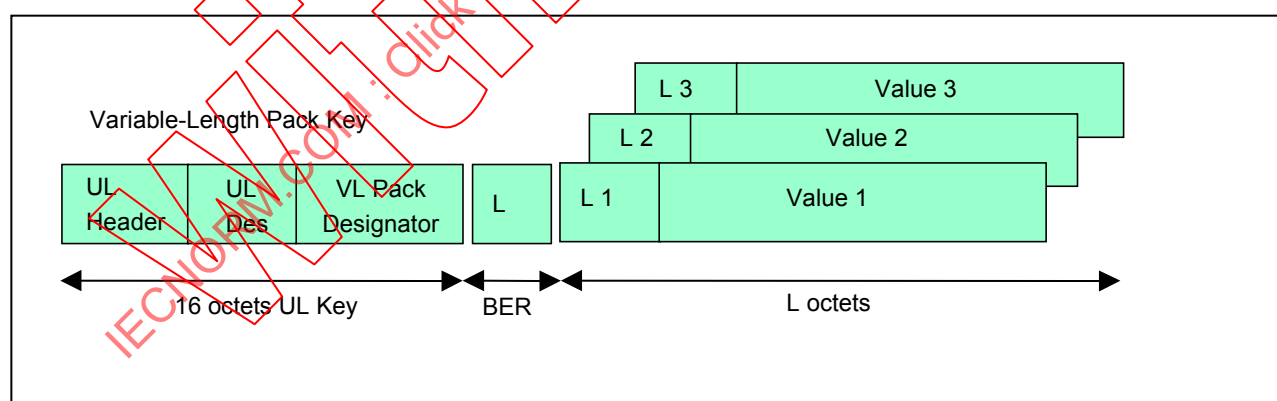 L 3 Value 3
Variable-Length Pack Key
L 2 Value 2
UL Header
UL Des
VL Pack Designator
L
L 1 Value 1
16 octets UL Key
BER
L octets
IECNORM.COM : Click